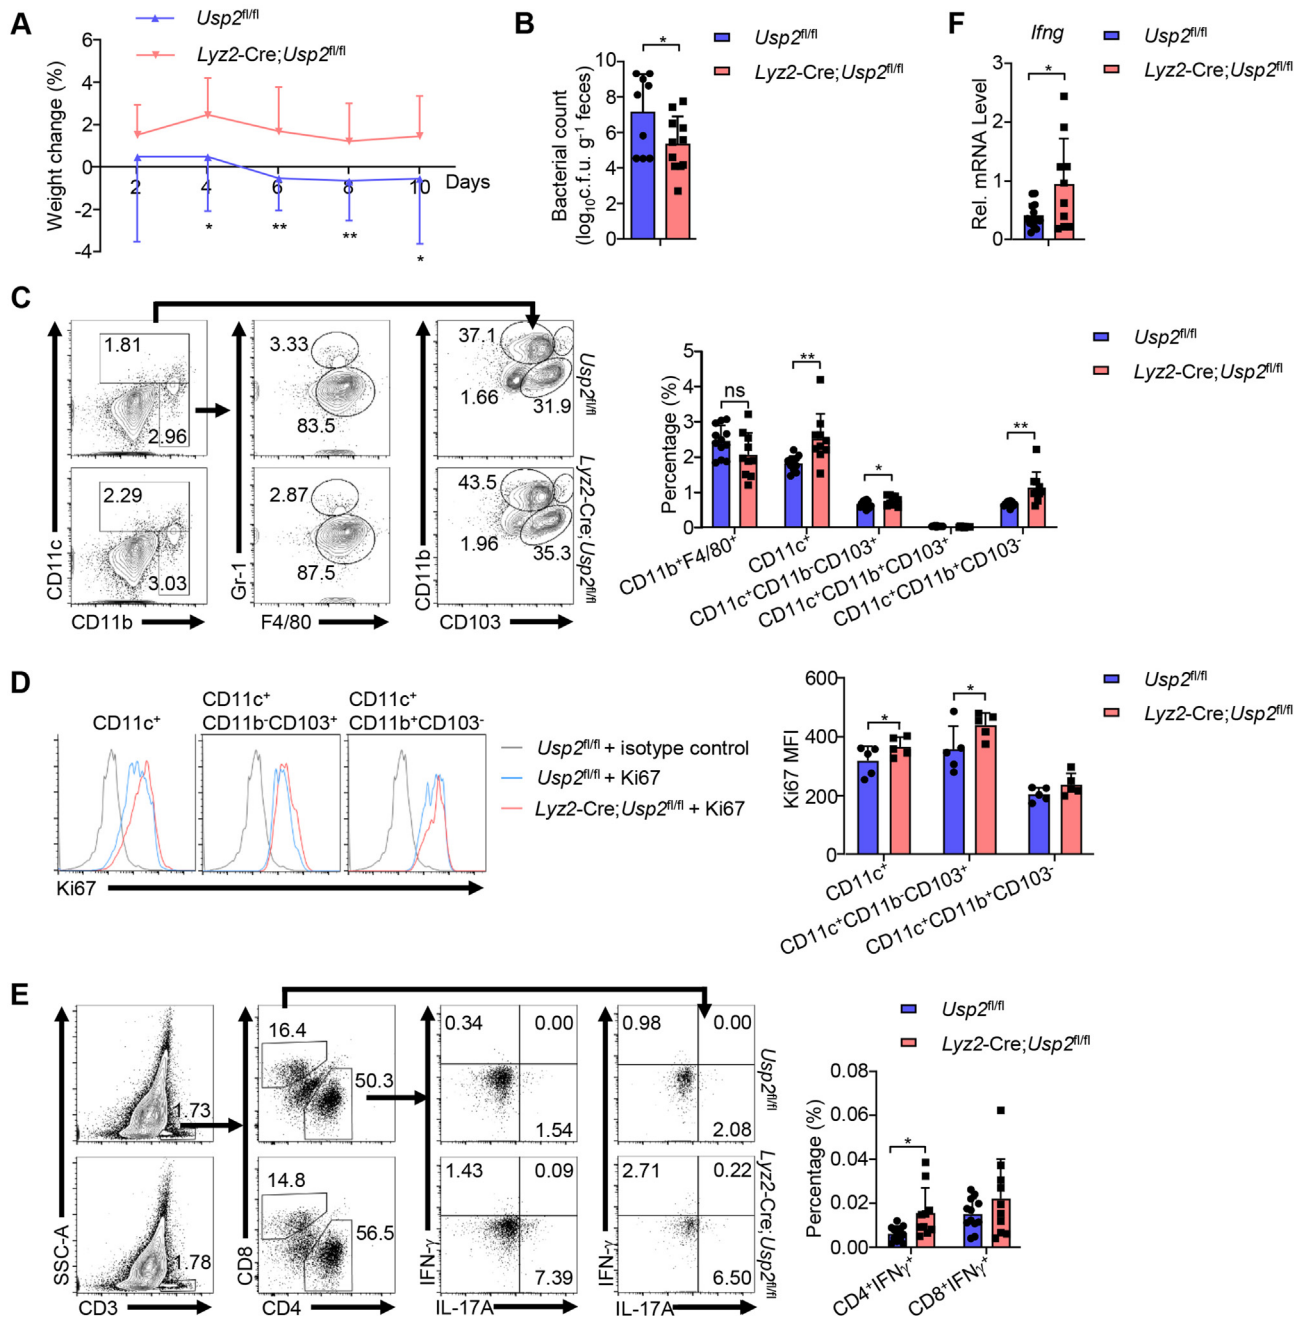 A
Usp2fl/fl
Lyz2-Cre;Usp2fl/fl
Weight change (%)
6
4
2
0
-2
-4
2
4
6
8
10
Days
*
**
**
*
B
Usp2fl/fl
Lyz2-Cre;Usp2fl/fl
Bacterial count
(log10c.f.u. g-1 feces)
10
8
6
4
2
0
*
F
Ifng
Usp2fl/fl
Lyz2-Cre;Usp2fl/fl
Rel. mRNA Level
3
2
1
0
*
C
1.81
2.96
3.33
83.5
37.1
1.66
31.9
Usp2fl/fl
2.29
3.03
2.87
87.5
43.5
1.96
35.3
Lyz2-Cre;Usp2fl/fl
CD11c
CD11b
Gr-1
F4/80
CD11b
CD103
Percentage (%)
5
4
3
2
1
0
ns
**
*
**
Usp2fl/fl
Lyz2-Cre;Usp2fl/fl
CD11b+F4/80+
CD11c+
CD11c+CD11b-CD103+
CD11c+CD11b+CD103+
CD11c+CD11b+CD103-
D
CD11c+
CD11c+
CD11b-CD103+
CD11c+
CD11b+CD103-
Usp2fl/fl + isotype control
Usp2fl/fl + Ki67
Lyz2-Cre;Usp2fl/fl + Ki67
Ki67
Ki67 MFI
600
400
200
0
*
*
Usp2fl/fl
Lyz2-Cre;Usp2fl/fl
CD11c+
CD11c+CD11b-CD103+
CD11c+CD11b+CD103-
E
1.73
16.4
50.3
0.34
0.00
1.54
0.98
0.00
2.08
Usp2fl/fl
1.78
14.8
56.5
1.43
0.09
7.39
2.71
0.22
6.50
Lyz2-Cre;Usp2fl/fl
SSC-A
CD3
CD8
CD4
IFN-γ
IL-17A
IFN-γ
IL-17A
Usp2fl/fl
Lyz2-Cre;Usp2fl/fl
Percentage (%)
0.08
0.06
0.04
0.02
0.00
*
CD4+IFNγ+
CD8+IFNγ+